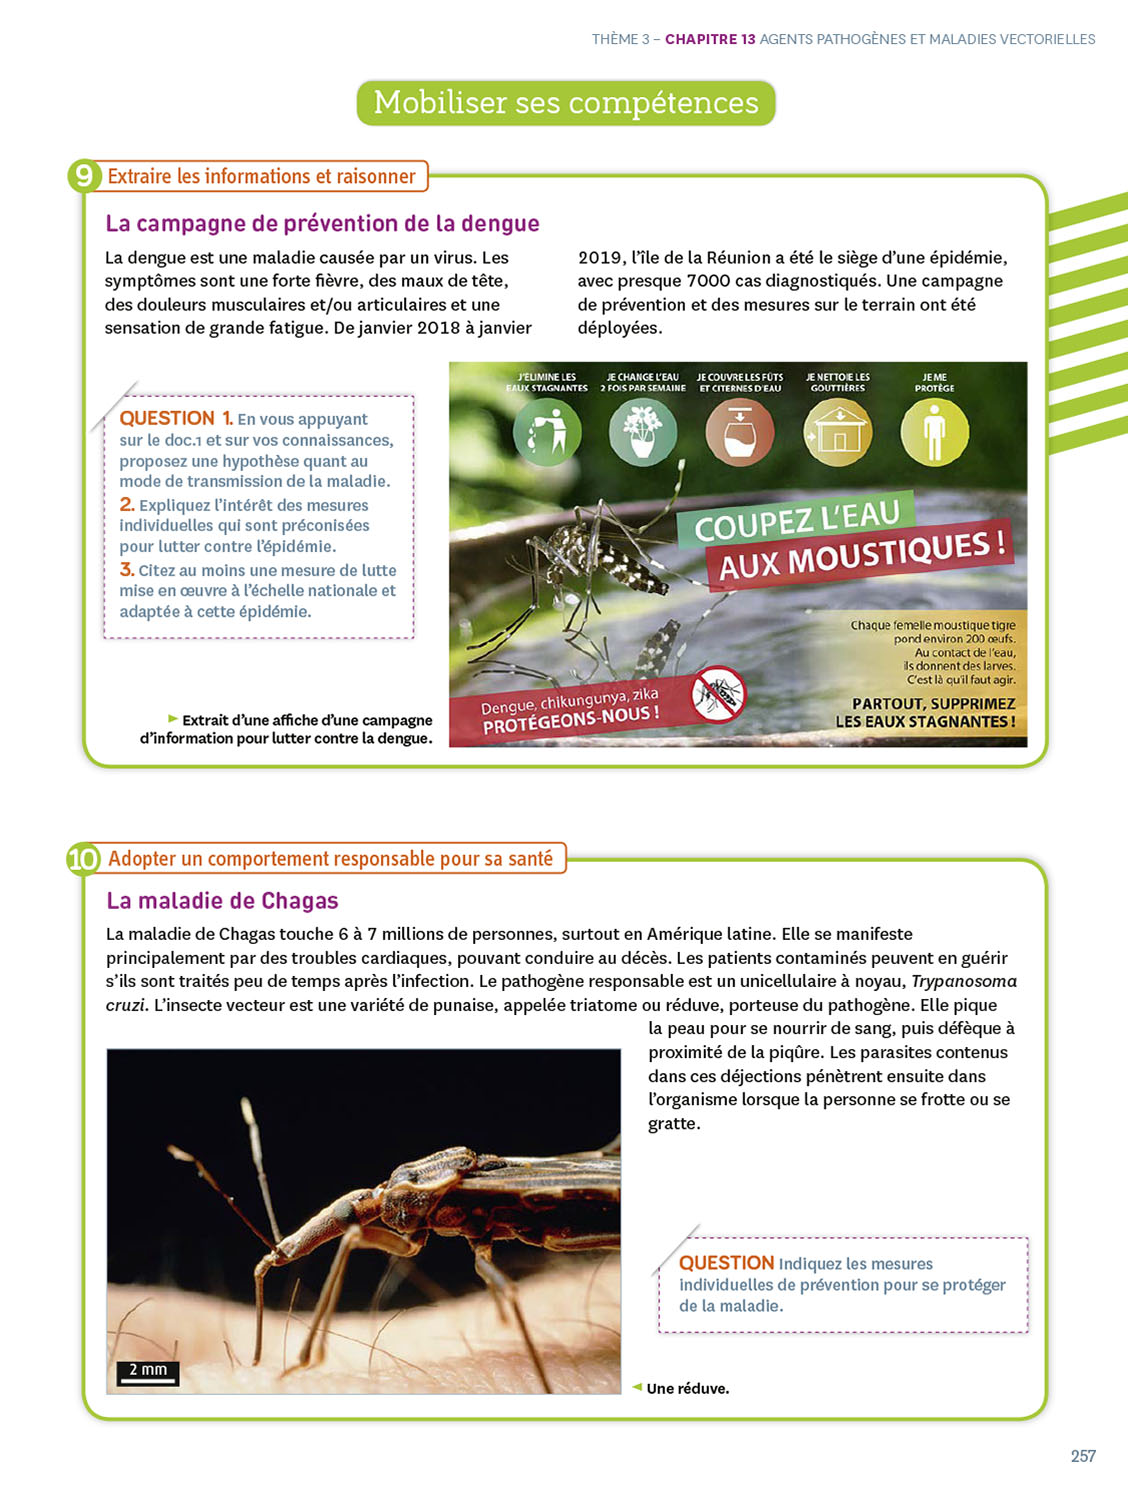 THÈME 3 – CHAPITRE 13 AGENTS PATHOGÈNES ET MALADIES VECTORIELLES
Mobiliser ses compétences
9 Extraire les informations et raisonner
La campagne de prévention de la dengue
La dengue est une maladie causée par un virus. Les
symptômes sont une forte fièvre, des maux de tête,
des douleurs musculaires et/ou articulaires et une
sensation de grande fatigue. De janvier 2018 à janvier
2019, l’île de la Réunion a été le siège d’une épidémie,
avec presque 7000 cas diagnostiqués. Une campagne
de prévention et des mesures sur le terrain ont été
déployées.
QUESTION 1. En vous appuyant
sur le doc.1 et sur vos connaissances,
proposez une hypothèse quant au
mode de transmission de la maladie.
2. Expliquez l’intérêt des mesures
individuelles qui sont préconisées
pour lutter contre l’épidémie.
3. Citez au moins une mesure de lutte
mise en œuvre à l’échelle nationale et
adaptée à cette épidémie.
► Extrait d’une affiche d’une campagne
d’information pour lutter contre la dengue.
J’ÉLIMINE LES
EAUX STAGNANTES
JE CHANGE L’EAU
2 FOIS PAR SEMAINE
JE COUVRE LES FÛTS
ET CITERNES D’EAU
JE NETTOIE LES
GOUTTIÈRES
JE ME
PROTÈGE
COUPEZ L’EAU
AUX MOUSTIQUES !
Chaque femelle moustique tigre
pond environ 200 œufs.
Au contact de l’eau,
ils donnent des larves.
C’est là qu’il faut agir.
PARTOUT, SUPPRIMEZ
LES EAUX STAGNANTES !
Dengue, chikungunya, zika
PROTÉGEONS-NOUS !
10 Adopter un comportement responsable pour sa santé
La maladie de Chagas
La maladie de Chagas touche 6 à 7 millions de personnes, surtout en Amérique latine. Elle se manifeste
principalement par des troubles cardiaques, pouvant conduire au décès. Les patients contaminés peuvent en guérir
s’ils sont traités peu de temps après l’infection. Le pathogène responsable est un unicellulaire à noyau, Trypanosoma
cruzi. L’insecte vecteur est une variété de punaise, appelée triatome ou réduve, porteuse du pathogène. Elle pique
la peau pour se nourrir de sang, puis défèque à
proximité de la piqûre. Les parasites contenus
dans ces déjections pénètrent ensuite dans
l’organisme lorsque la personne se frotte ou se
gratte.
QUESTION Indiquez les mesures
individuelles de prévention pour se protéger
de la maladie.
2 mm
◄ Une réduve.
257